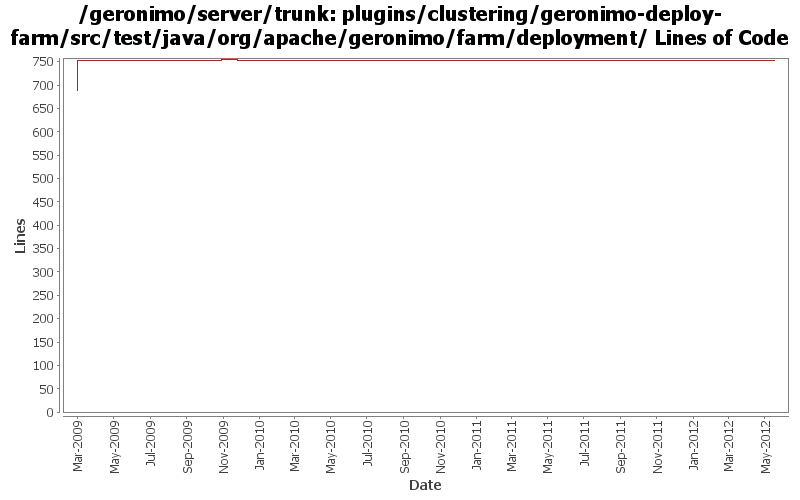 /geronimo/server/trunk: plugins/clustering/geronimo-deploy-
farm/src/test/java/org/apache/geronimo/farm/deployment/ Lines of Code
750
700
650
600
550
500
450
400
350
300
250
200
150
100
50
0
Lines
Mar-2009
May-2009
Jul-2009
Sep-2009
Nov-2009
Jan-2010
Mar-2010
May-2010
Jul-2010
Sep-2010
Nov-2010
Jan-2011
Mar-2011
May-2011
Jul-2011
Sep-2011
Nov-2011
Jan-2012
Mar-2012
May-2012
Date